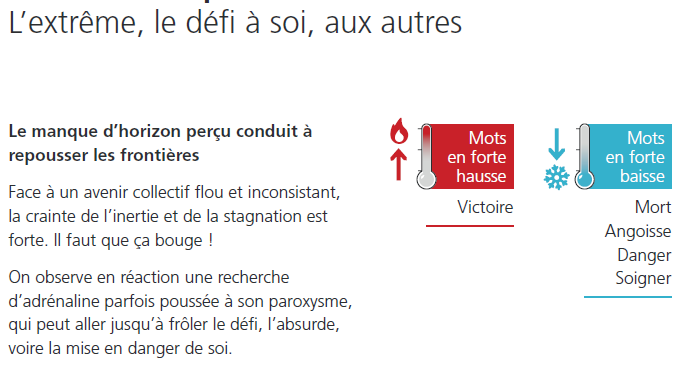 L’extrême, le défi à soi, aux autres
Le manque d’horizon perçu conduit à
repousser les frontières
Face à un avenir collectif flou et inconsistant,
la crainte de l’inertie et de la stagnation est
forte. Il faut que ça bouge !
On observe en réaction une recherche
d’adrénaline parfois poussée à son paroxysme,
qui peut aller jusqu’à frôler le défi, l’absurde,
voire la mise en danger de soi.
Mots
en forte
hausse
Victoire
Mots
en forte
baisse
Mort
Angoisse
Danger
Soigner